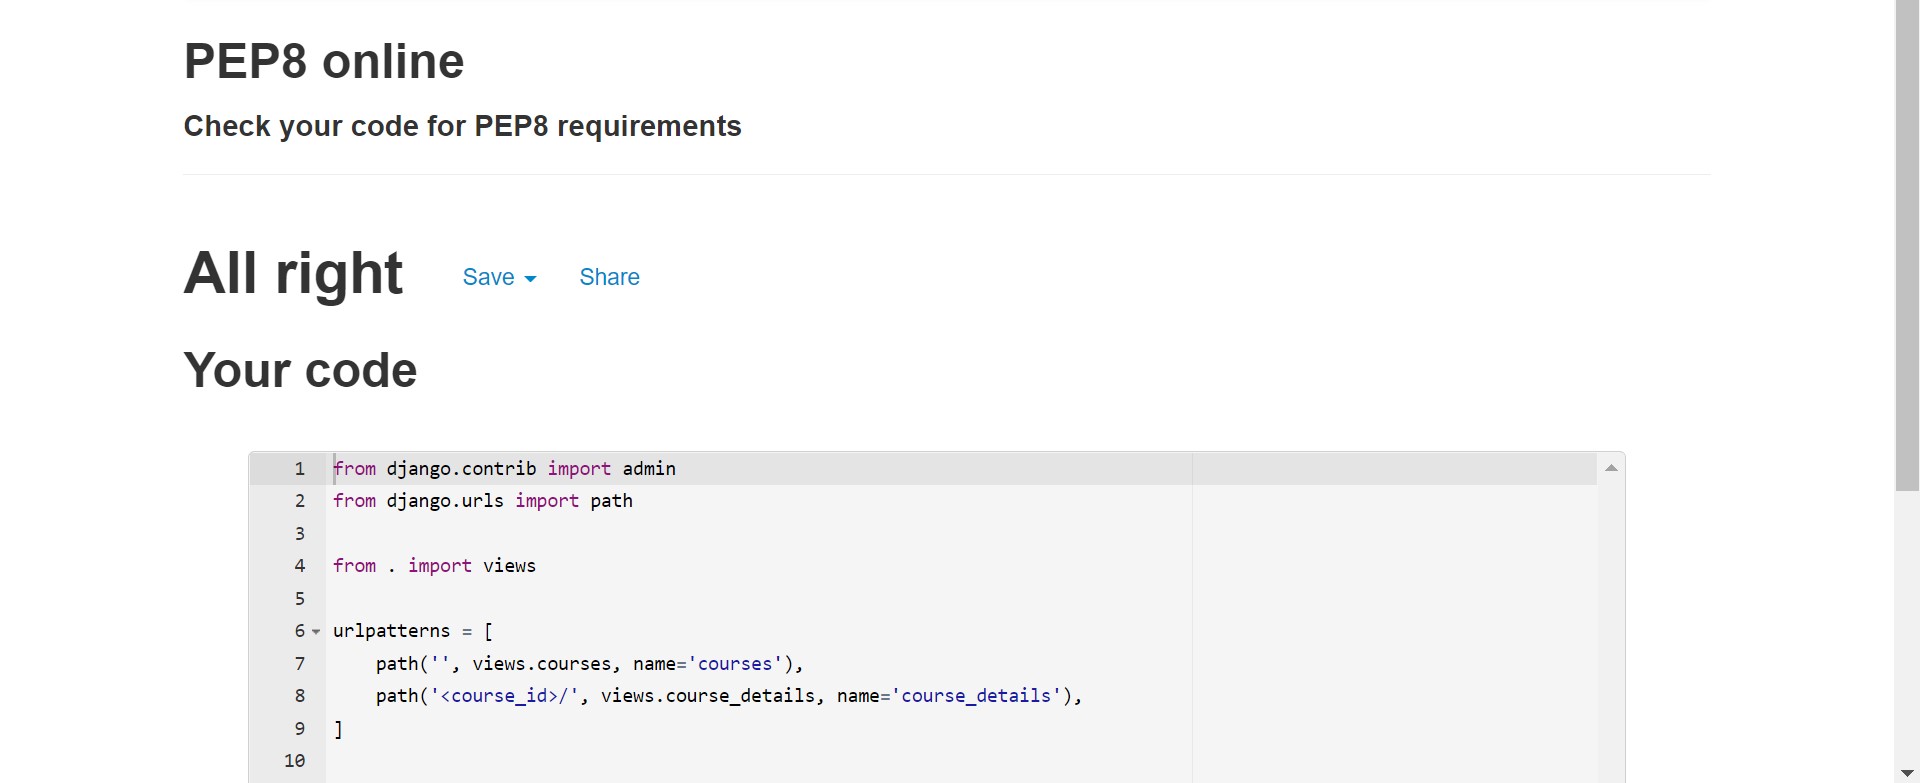 PEP8 online
Check your code for PEP8 requirements
All right Save Share
Your code
1 from django.contrib import admin
2 from django.urls import path
3
4 from . import views
5
6 urlpatterns = [
7     path('', views.courses, name='courses'),
8     path('<course_id>/', views.course_details, name='course_details'),
9 ]
10